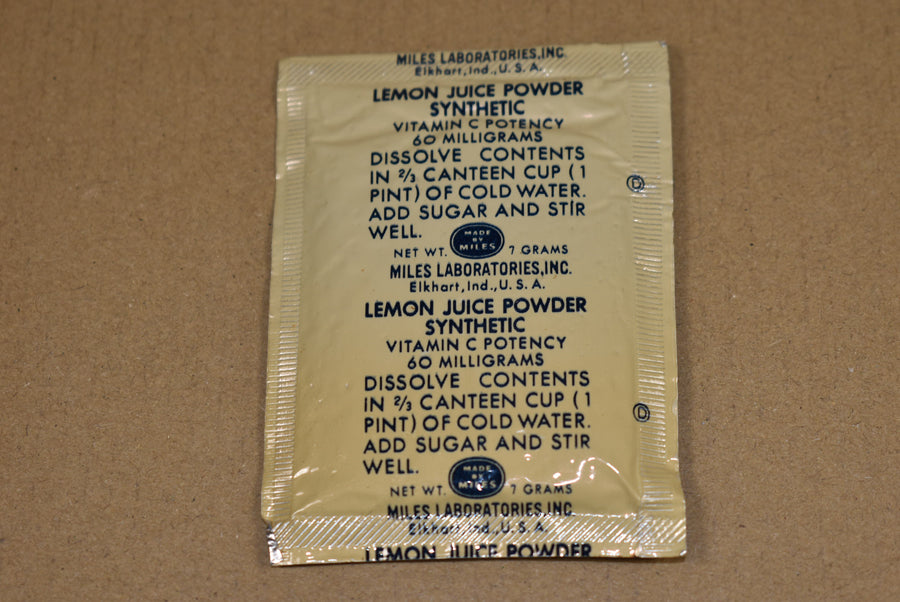 MILES LABORATORIES,INC.
Elkhart,Ind.,U.S.A.
LEMON JUICE POWDER
SYNTHETIC
VITAMIN C POTENCY
60 MILLIGRAMS
DISSOLVE CONTENTS
IN 2/3 CANTEEN CUP (1
PINT) OF COLD WATER.
ADD SUGAR AND STIR
WELL.
MADE
BY
MILES
NET WT. 7 GRAMS
D
MILES LABORATORIES,INC.
Elkhart,Ind.,U.S.A.
LEMON JUICE POWDER
SYNTHETIC
VITAMIN C POTENCY
60 MILLIGRAMS
DISSOLVE CONTENTS
IN 2/3 CANTEEN CUP (1
PINT) OF COLD WATER.
ADD SUGAR AND STIR
WELL.
MADE
BY
MILES
NET WT. 7 GRAMS
D
MILES LABORATORIES,INC.
Elkhart,Ind.,U.S.A.
LEMON JUICE POWDER